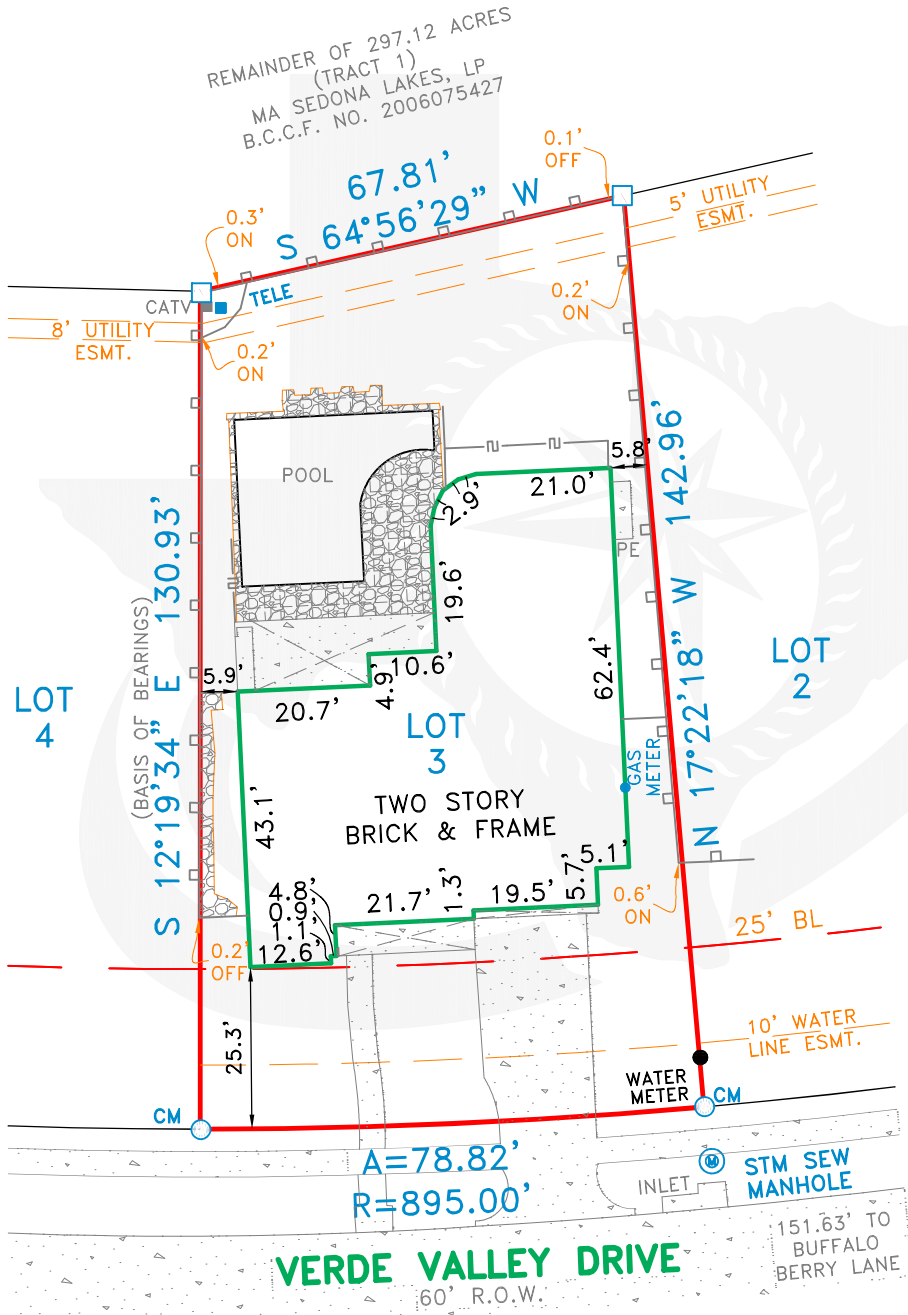 REMAINDER OF 297.12 ACRES
(TRACT 1)
MA SEDONA LAKES, LP
B.C.C.F. NO. 2006075427
0.1'
OFF
67.81'
S 64°56'29" W
5' UTILITY
ESMT.
0.3'
ON
TELE
CATV
0.2'
ON
8' UTILITY
ESMT.
0.2'
ON
POOL
5.8'
21.0'
2.9'
PE
142.96'
N 17°22'18" W
130.93'
S 12°19'34" E
(BASIS OF BEARINGS)
19.6'
62.4'
5.9'
10.6'
4.9'
20.7'
LOT
4
LOT
3
LOT
2
GAS
METER
TWO STORY
BRICK & FRAME
43.1'
5.1'
5.7'
19.5'
1.3'
21.7'
4.8'
0.9'
1.1'
12.6'
0.6'
ON
0.2'
OFF
25' BL
25.3'
10' WATER
LINE ESMT.
WATER
METER
CM
CM
A=78.82'
R=895.00'
M
STM SEW
MANHOLE
INLET
VERDE VALLEY DRIVE
60' R.O.W.
151.63' TO
BUFFALO
BERRY LANE